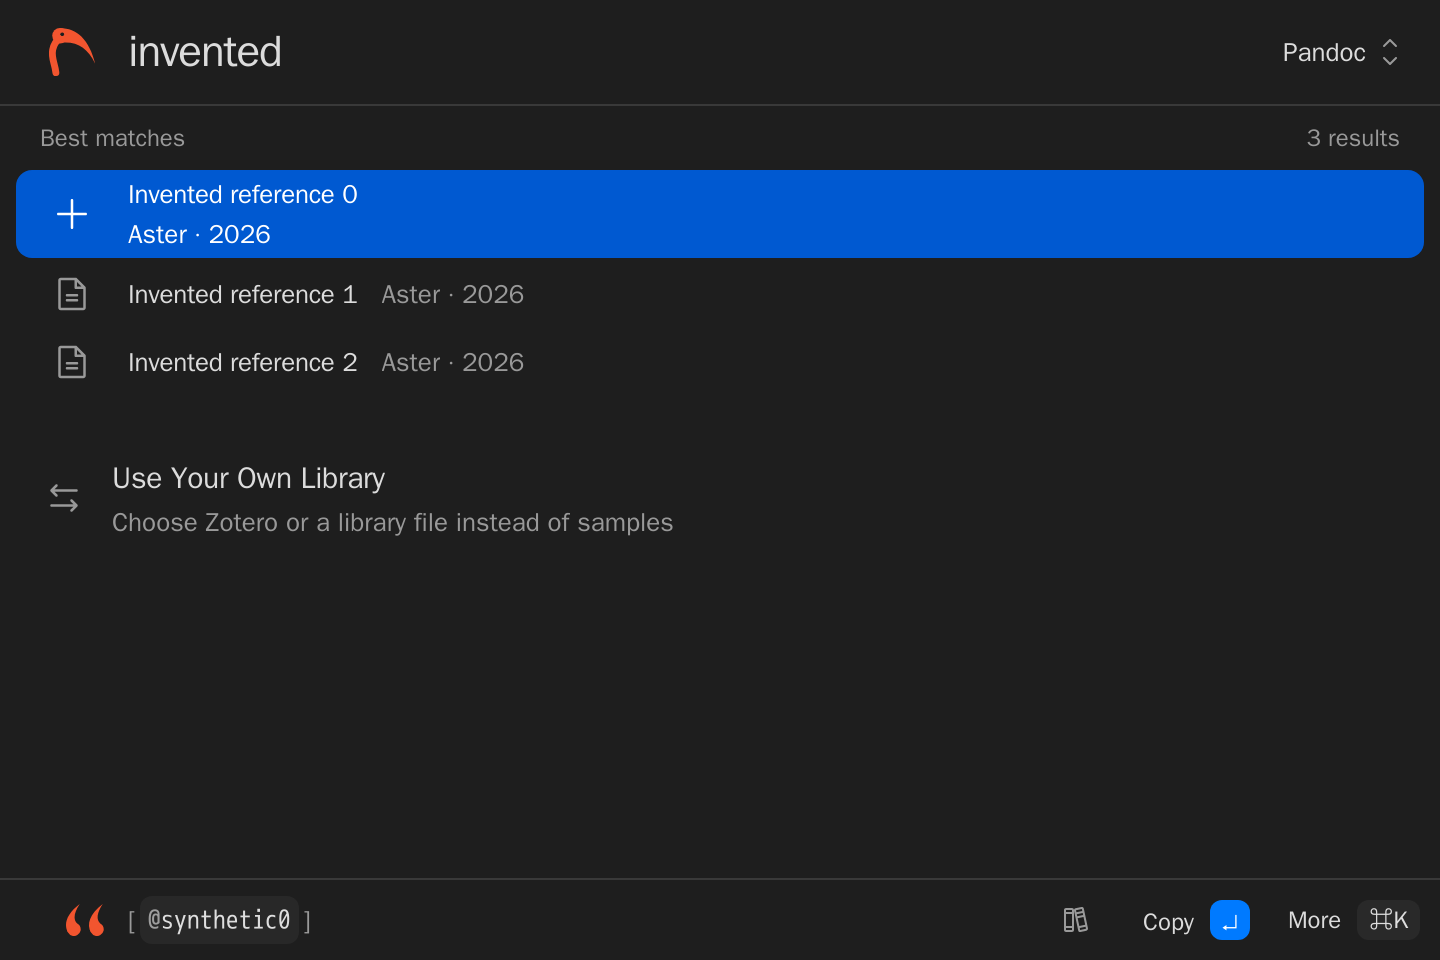 invented
Pandoc
Best matches
3 results
Invented reference 0
Aster · 2026
Invented reference 1 Aster · 2026
Invented reference 2 Aster · 2026
Use Your Own Library
Choose Zotero or a library file instead of samples
[@synthetic0]
Copy ↵
More ⌘K